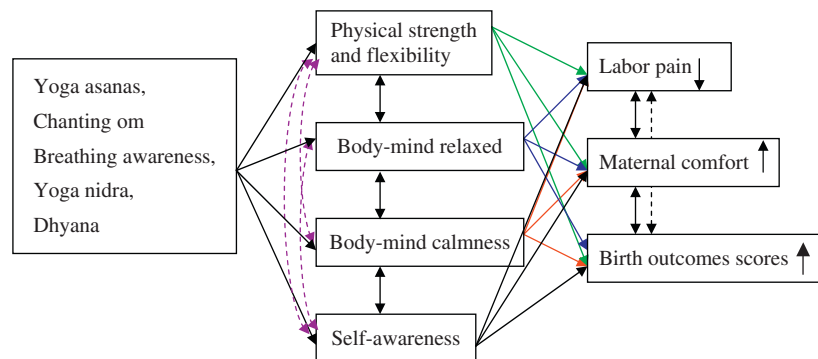 Yoga asanas,
Chanting om
Breathing awareness,
Yoga nidra,
Dhyana
Physical strength
and flexibility
Body-mind relaxed
Body-mind calmness
Self-awareness
Labor pain
Maternal comfort
Birth outcomes scores